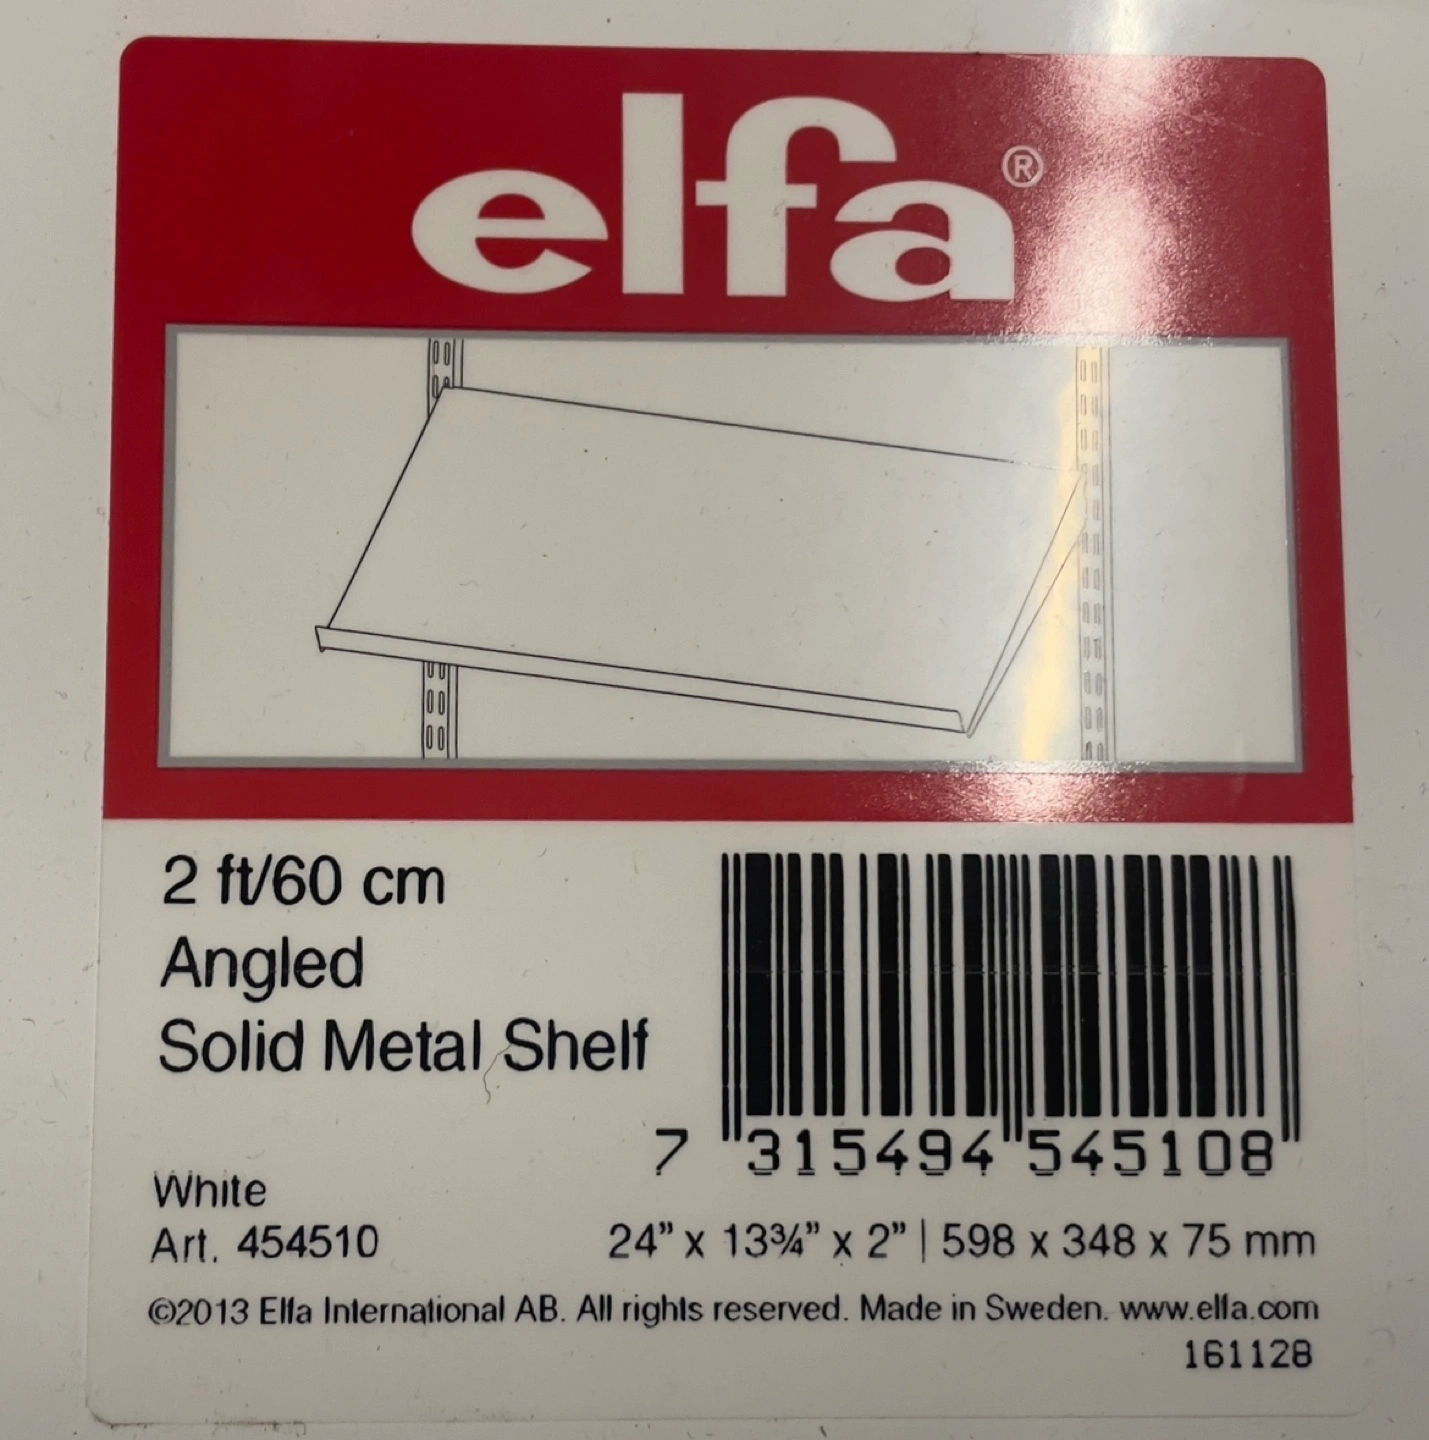 elfa®
2 ft/60 cm
Angled
Solid Metal Shelf
7 315494 545108
White
Art. 454510
24” x 13¾” x 2” | 598 x 348 x 75 mm
©2013 Elfa International AB. All rights reserved. Made in Sweden. www.elfa.com
161128